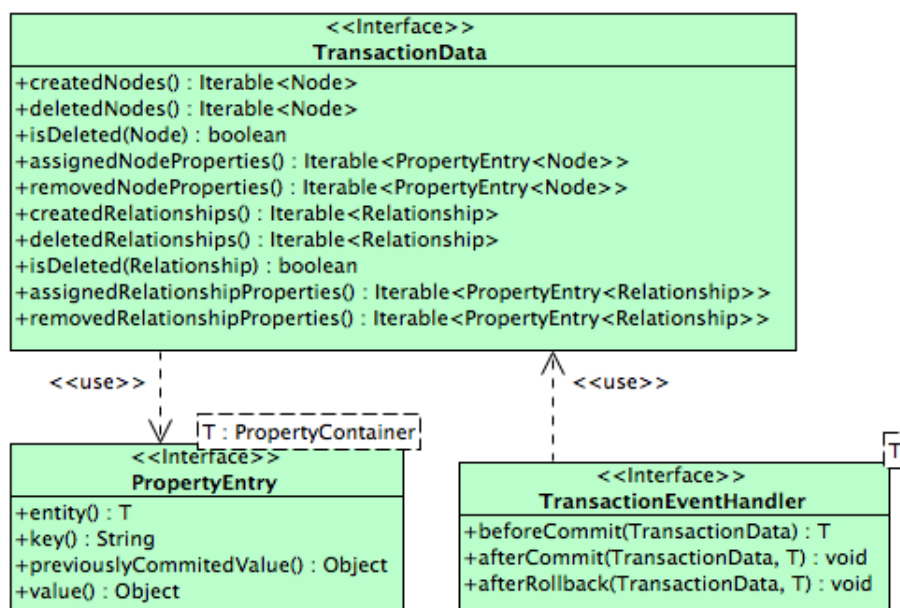 <<Interface>>
TransactionData
+createdNodes() : Iterable<Node>
+deletedNodes() : Iterable<Node>
+isDeleted(Node) : boolean
+assignedNodeProperties() : Iterable<PropertyEntry<Node>>
+removedNodeProperties() : Iterable<PropertyEntry<Node>>
+createdRelationships() : Iterable<Relationship>
+deletedRelationships() : Iterable<Relationship>
+isDeleted(Relationship) : boolean
+assignedRelationshipProperties() : Iterable<PropertyEntry<Relationship>>
+removedRelationshipProperties() : Iterable<PropertyEntry<Relationship>>
<<use>>
<<use>>
T : PropertyContainer
<<Interface>>
PropertyEntry
+entity() : T
+key() : String
+previouslyCommitedValue() : Object
+value() : Object
T
<<Interface>>
TransactionEventHandler
+beforeCommit(TransactionData) : T
+afterCommit(TransactionData, T) : void
+afterRollback(TransactionData, T) : void